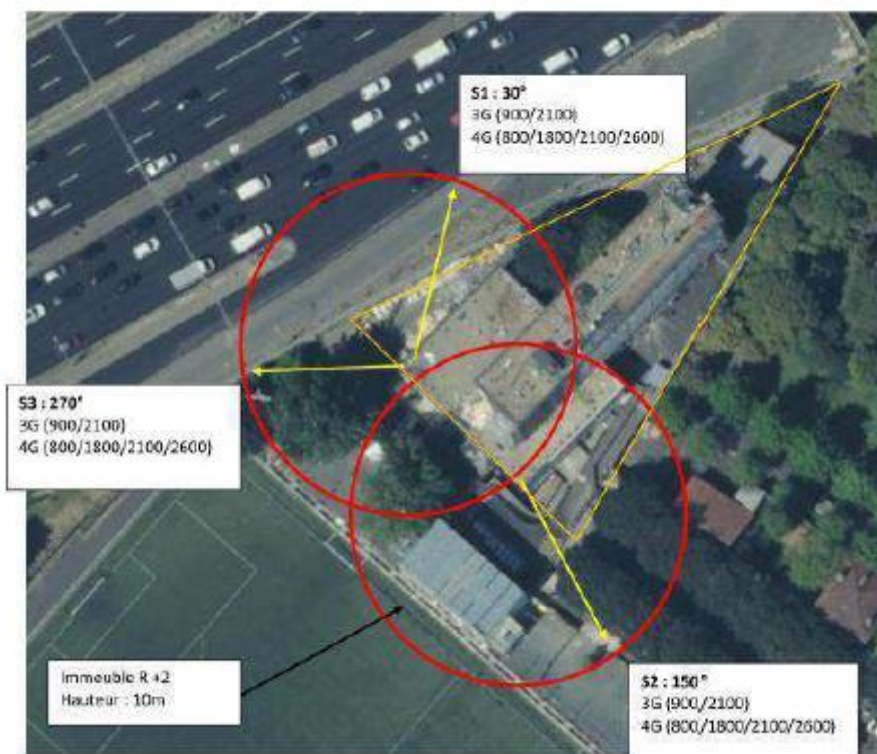 S1 : 30°
3G (900/2100)
4G (800/1800/2100/2600)
S3 : 270°
3G (900/2100)
4G (800/1800/2100/2600)
Immeuble R +2
Hauteur : 10m
S2 : 150°
3G (900/2100)
4G (800/1800/2100/2600)